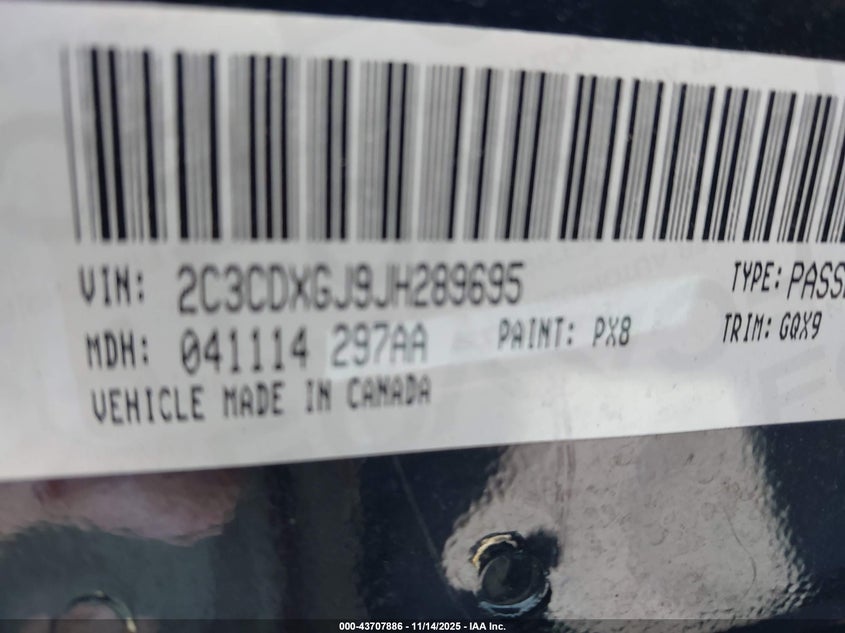 VIN: 2C3CDXGJ9JH289695 TYPE: PASSE
MDH: 041114 297AA PAINT: PX8 TRIM: GQX9
VEHICLE MADE IN CANADA
000-43707886 - 11/14/2025 - IAA Inc.